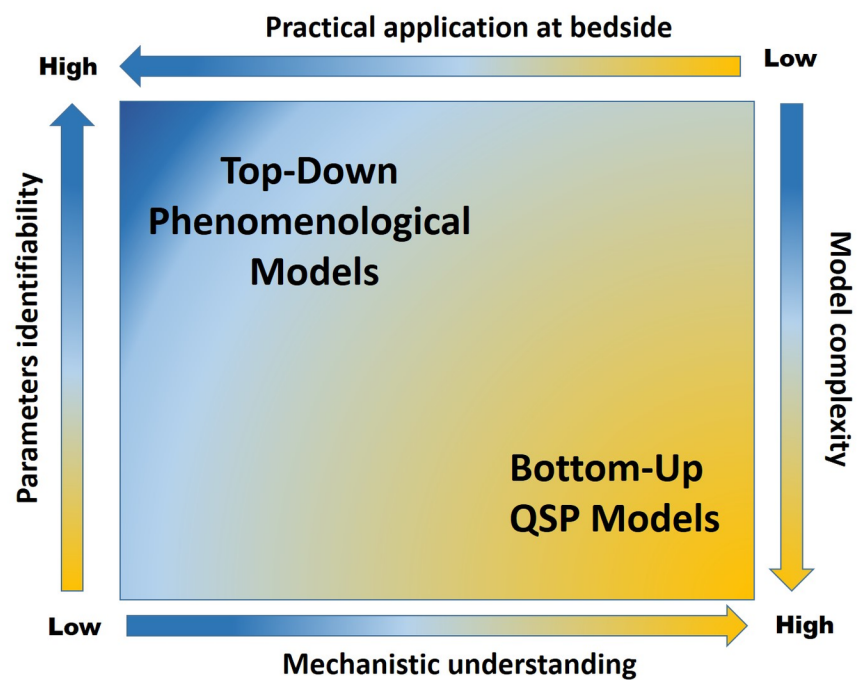 Practical application at bedside
High
Low
Parameters identifiability
Top-Down
Phenomenological
Models
Model complexity
Bottom-Up
QSP Models
Low
High
Mechanistic understanding